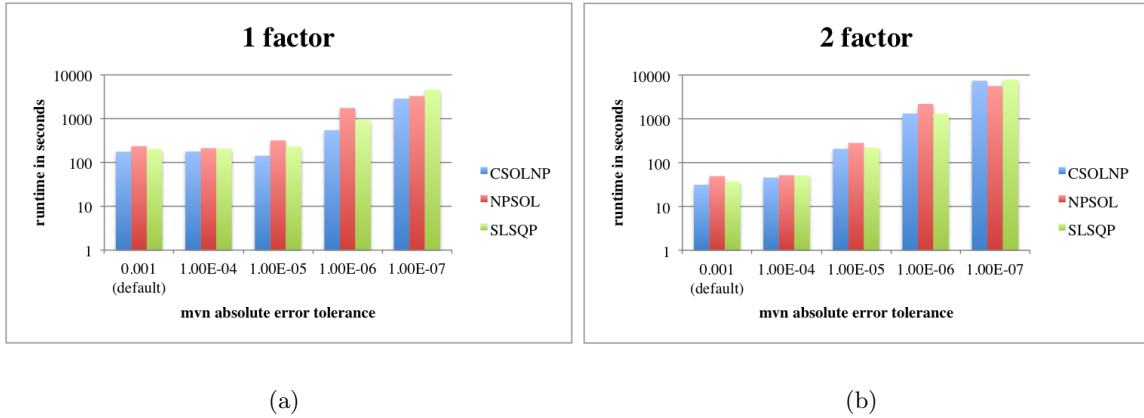 1 factor
10000
1000
100
10
1
runtime in seconds
0.001
(default)
1.00E-04
1.00E-05
1.00E-06
1.00E-07
mvn absolute error tolerance
CSOLNP
NPSOL
SLSQP
(a)
2 factor
10000
1000
100
10
1
runtime in seconds
0.001
(default)
1.00E-04
1.00E-05
1.00E-06
1.00E-07
mvn absolute error tolerance
CSOLNP
NPSOL
SLSQP
(b)